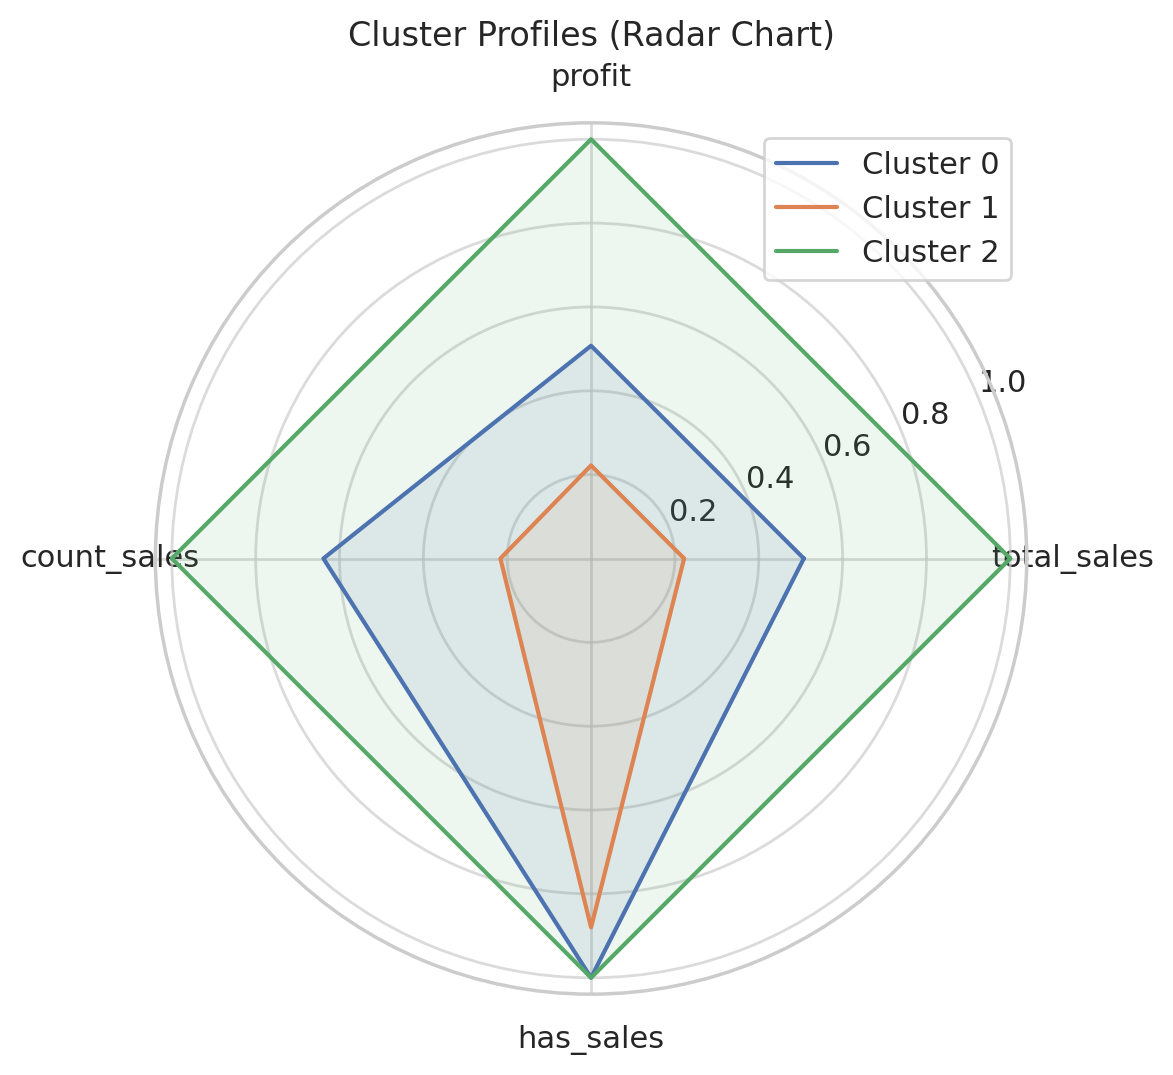 Cluster Profiles (Radar Chart)
profit
Cluster 0
Cluster 1
Cluster 2
1.0
0.8
0.6
0.4
0.2
count_sales
total_sales
has_sales